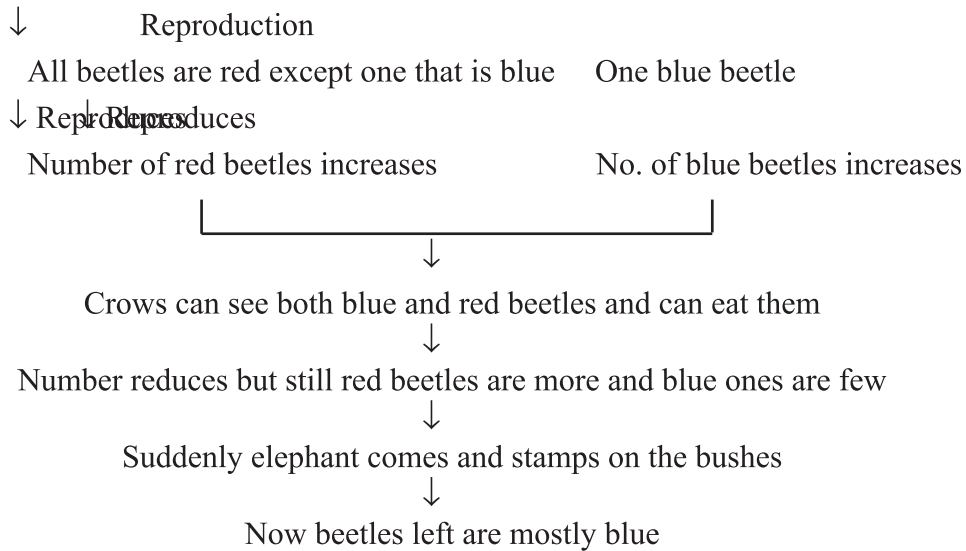 ↓ Reproduction
All beetles are red except one that is blue One blue beetle
↓ Reproduces ↓ Reproduces
Number of red beetles increases No. of blue beetles increases
↓
Crows can see both blue and red beetles and can eat them
↓
Number reduces but still red beetles are more and blue ones are few
↓
Suddenly elephant comes and stamps on the bushes
↓
Now beetles left are mostly blue